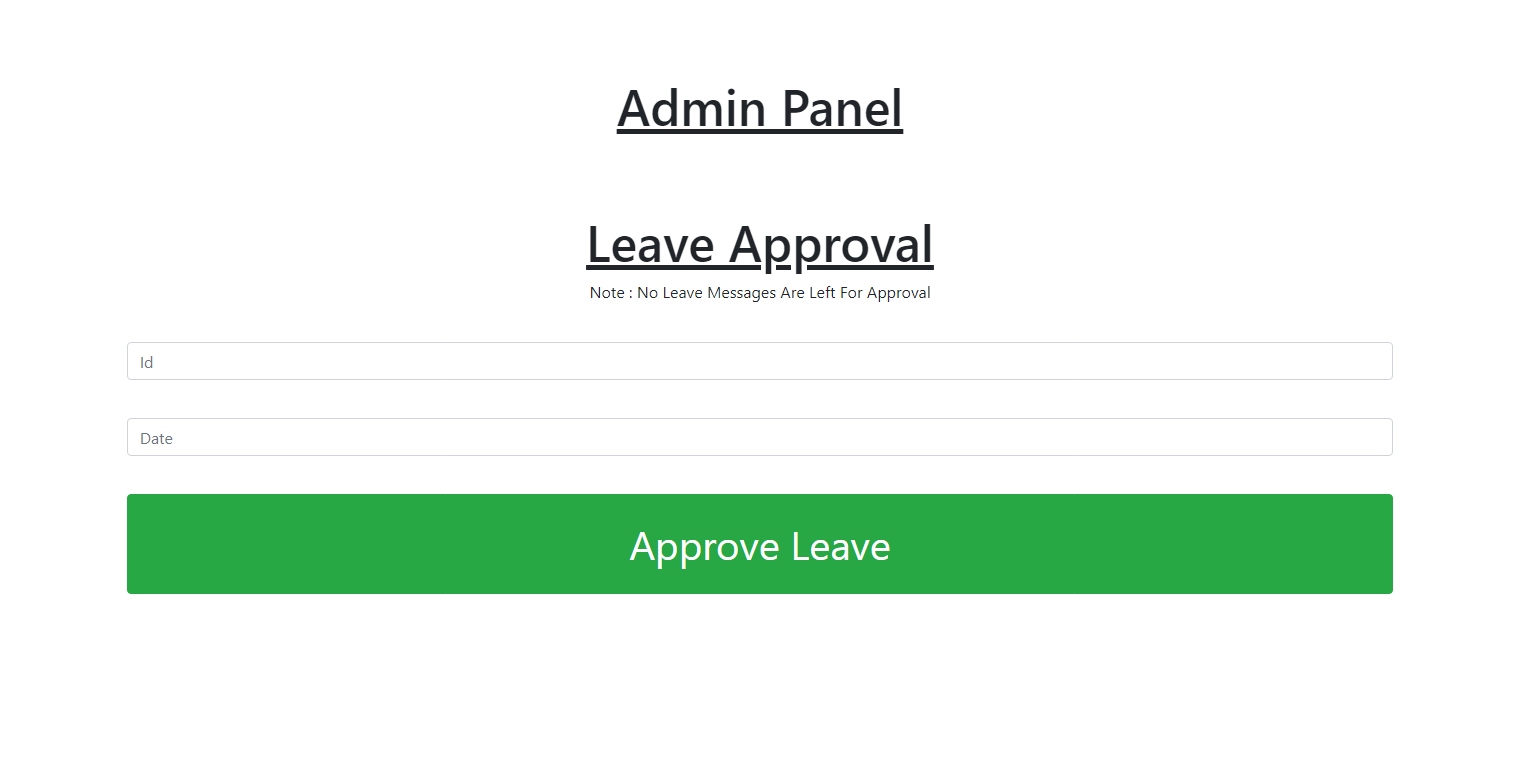 Admin Panel
Leave Approval
Note : No Leave Messages Are Left For Approval
Id
Date
Approve Leave